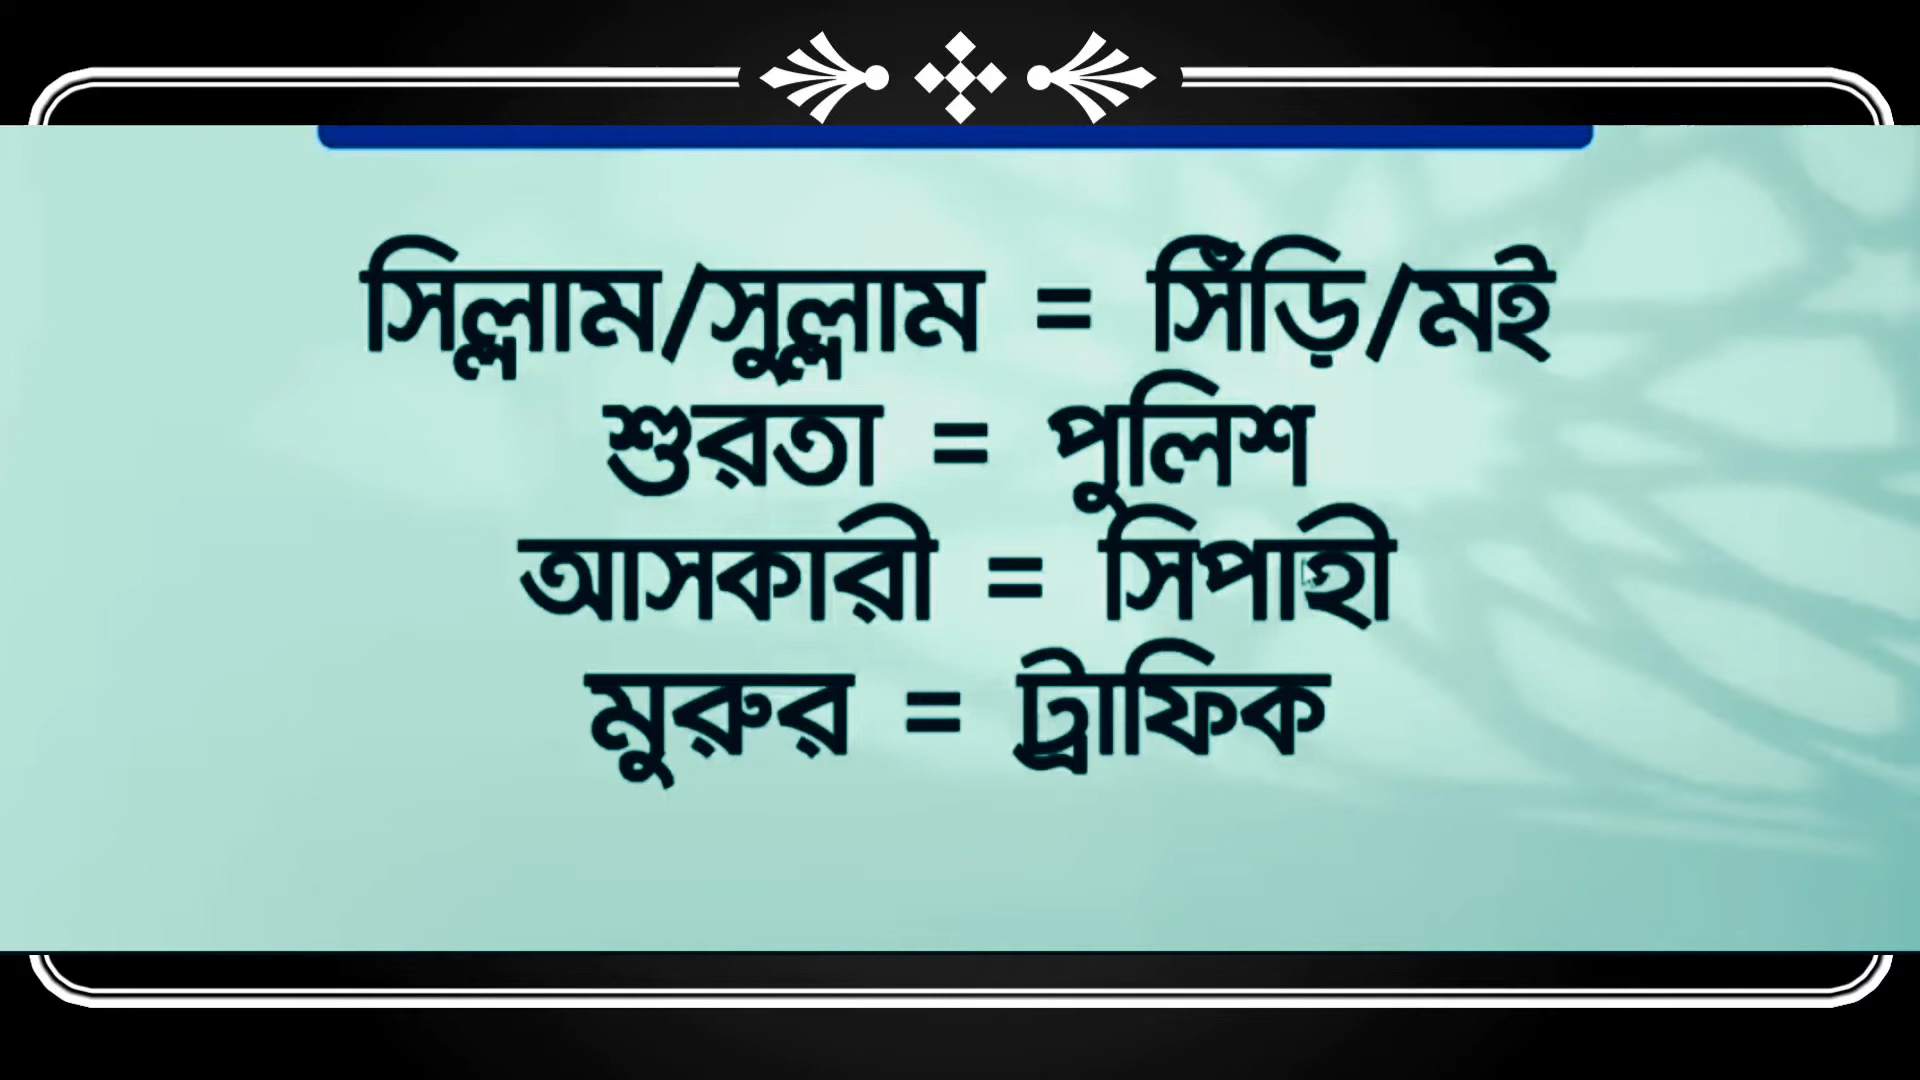 সিল্লাম/সুল্লাম = সিঁড়ি/মই
শুরতা = পুলিশ
আসকারী = সিপাহী
মুরুর = ট্রাফিক